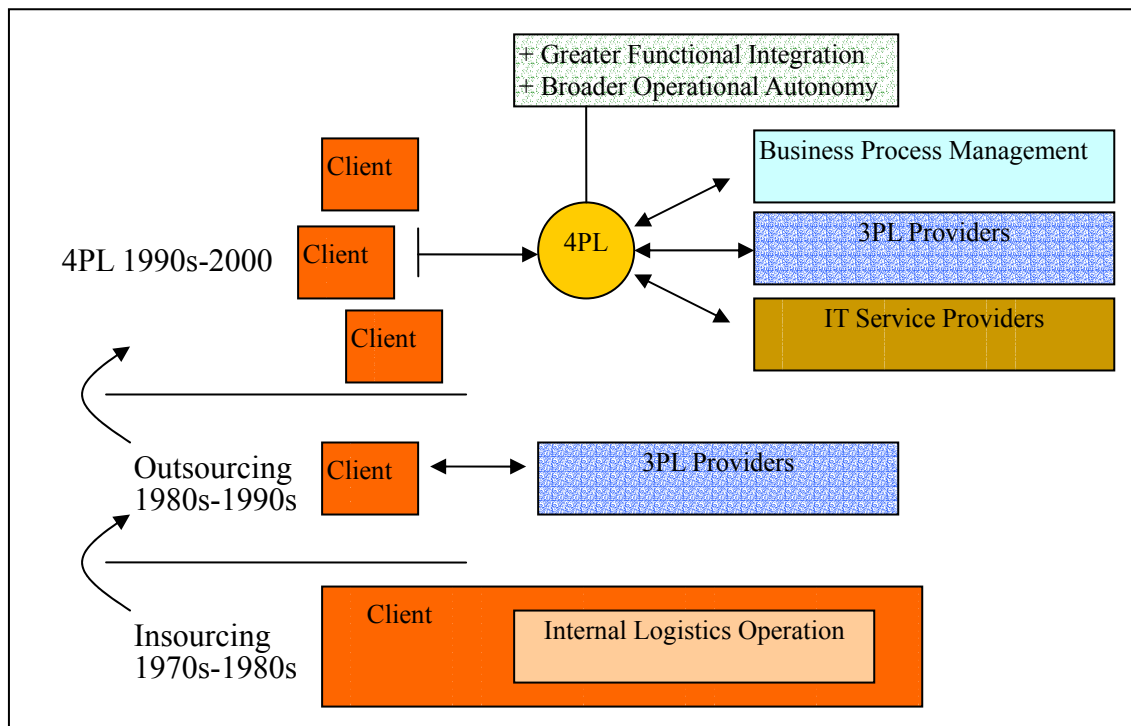 + Greater Functional Integration
+ Broader Operational Autonomy
Client
Business Process Management
4PL 1990s-2000
Client
4PL
3PL Providers
Client
IT Service Providers
Outsourcing
1980s-1990s
Client
3PL Providers
Insourcing
1970s-1980s
Client
Internal Logistics Operation